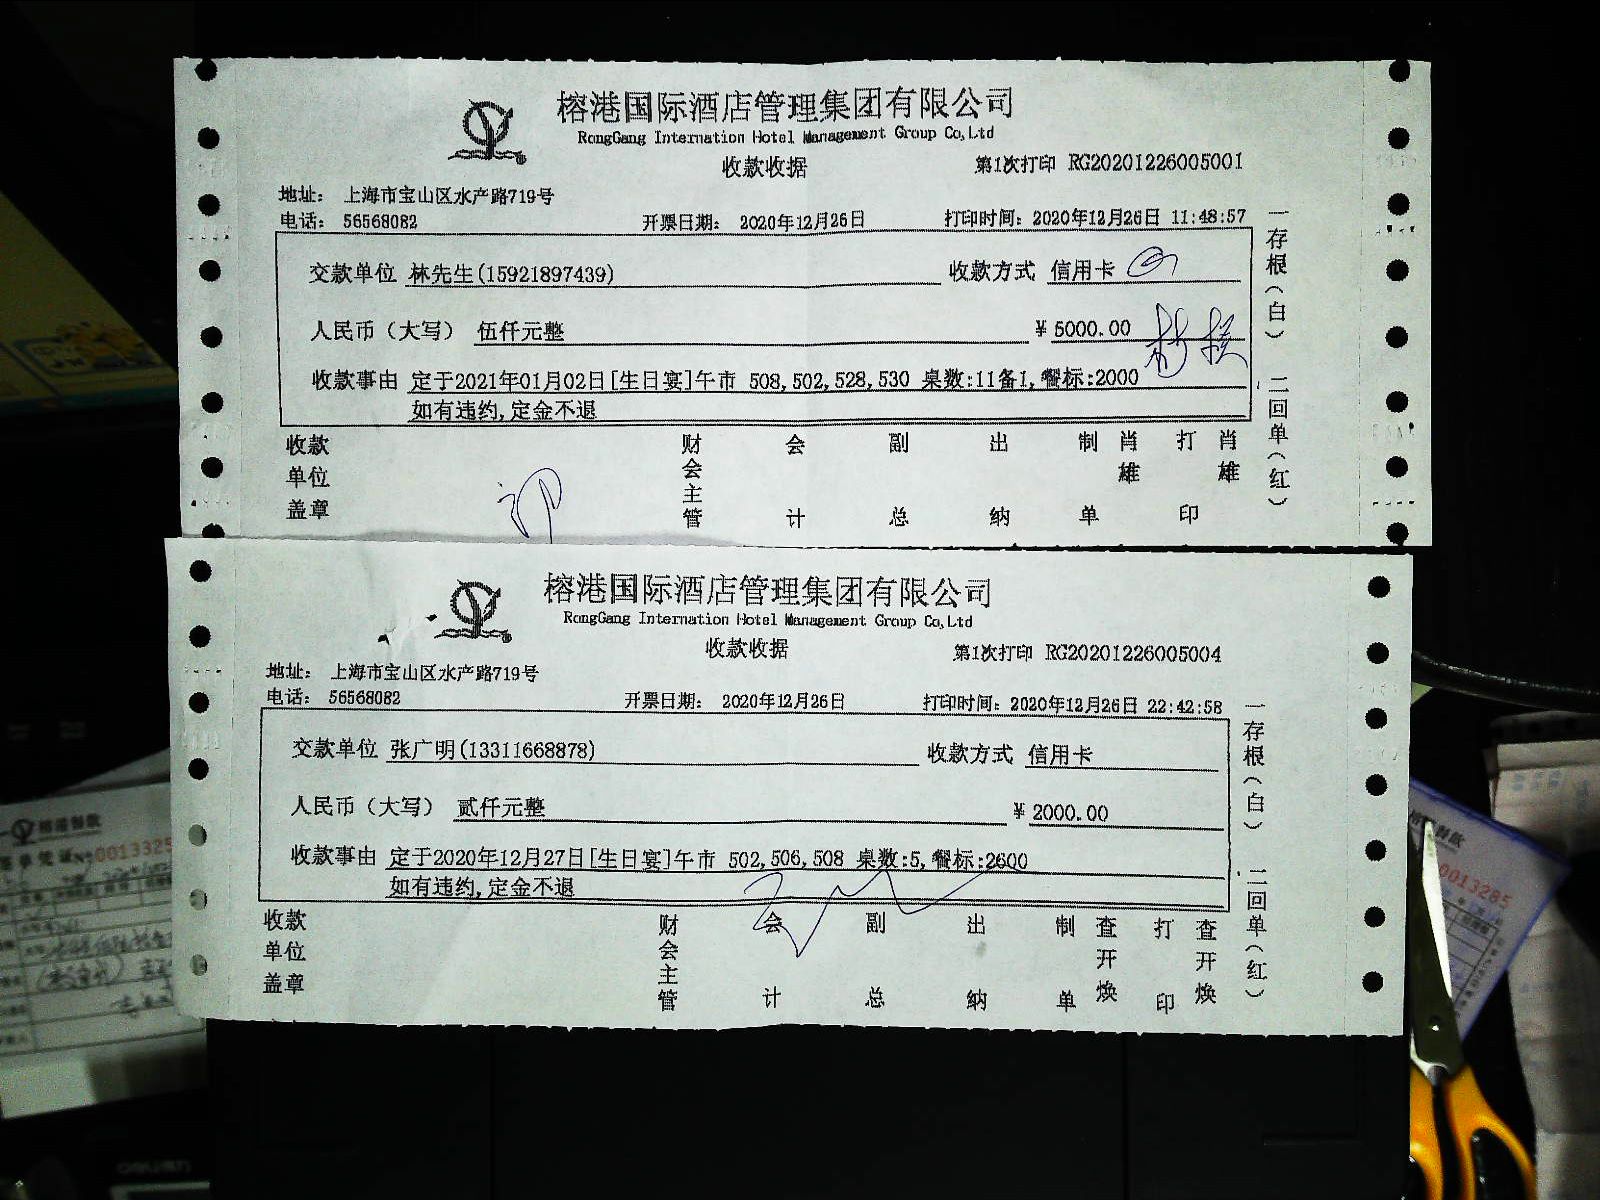 榕港国际酒店管理集团有限公司
RongGang Internation Hotel Management Group Co,Ltd
收款收据
第1次打印 RG20201226005001
地址： 上海市宝山区水产路719号
电话： 56568082 开票日期： 2020年12月26日 打印时间：2020年12月26日 11:48:57
交款单位 林先生(15921897439) 收款方式 信用卡
人民币（大写） 伍仟元整 ￥5000.00
收款事由 定于2021年01月02日[生日宴]午市 508,502,528,530 桌数:11备1,餐标:2000
如有违约,定金不退
收款单位盖章 财会主管 会计 副总 出纳 制单 肖雄 打印 肖雄
一存根（白） 二回单（红）
榕港国际酒店管理集团有限公司
RongGang Internation Hotel Management Group Co,Ltd
收款收据
第1次打印 RG20201226005004
地址： 上海市宝山区水产路719号
电话： 56568082 开票日期： 2020年12月26日 打印时间：2020年12月26日 22:42:58
交款单位 张广明(13311668878) 收款方式 信用卡
人民币（大写） 贰仟元整 ￥2000.00
收款事由 定于2020年12月27日[生日宴]午市 502,506,508 桌数:5,餐标:2600
如有违约,定金不退
收款单位盖章 财会主管 会计 副总 出纳 制单 查开焕 打印 查开焕
一存根（白） 二回单（红）
0013285